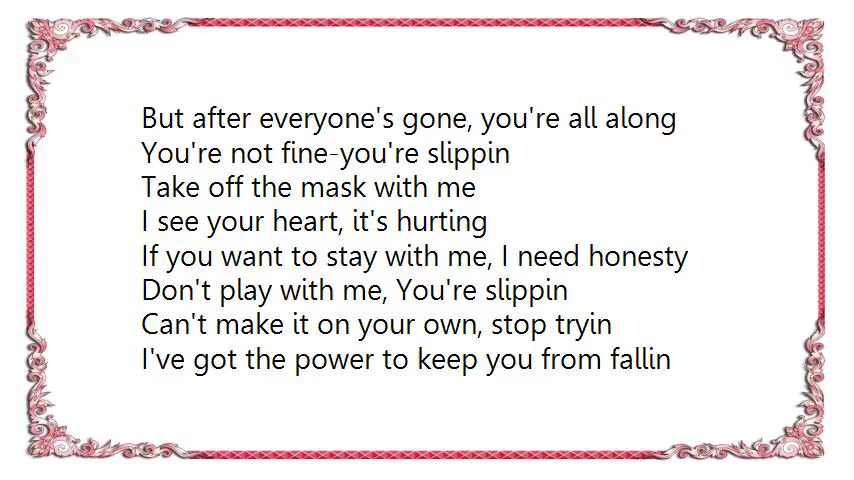 But after everyone's gone, you're all along
You're not fine-you're slippin
Take off the mask with me
I see your heart, it's hurting
If you want to stay with me, I need honesty
Don't play with me, You're slippin
Can't make it on your own, stop tryin
I've got the power to keep you from fallin